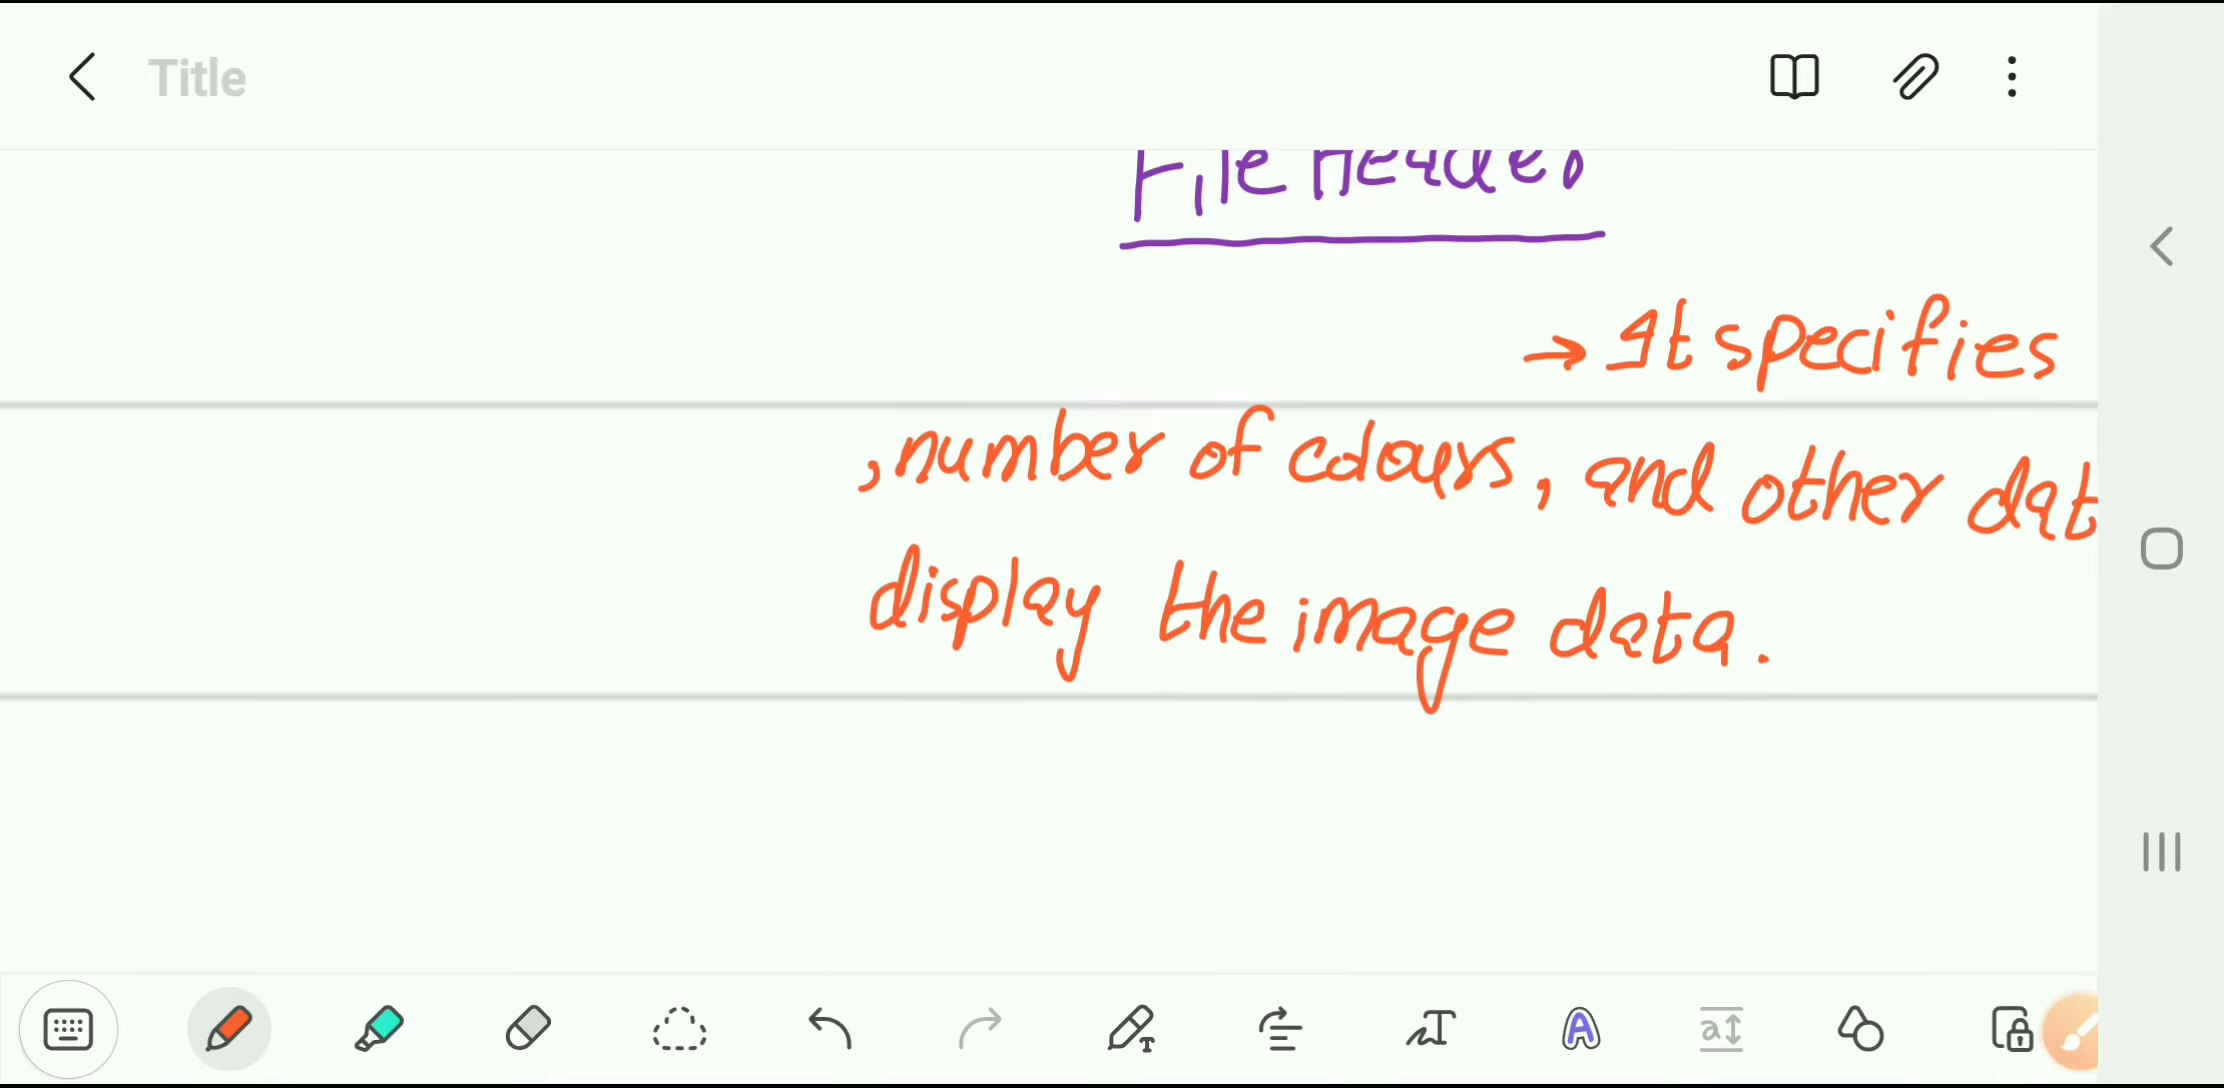 Title
File Header
→ It specifies
, number of colours, and other dat
display the image data.